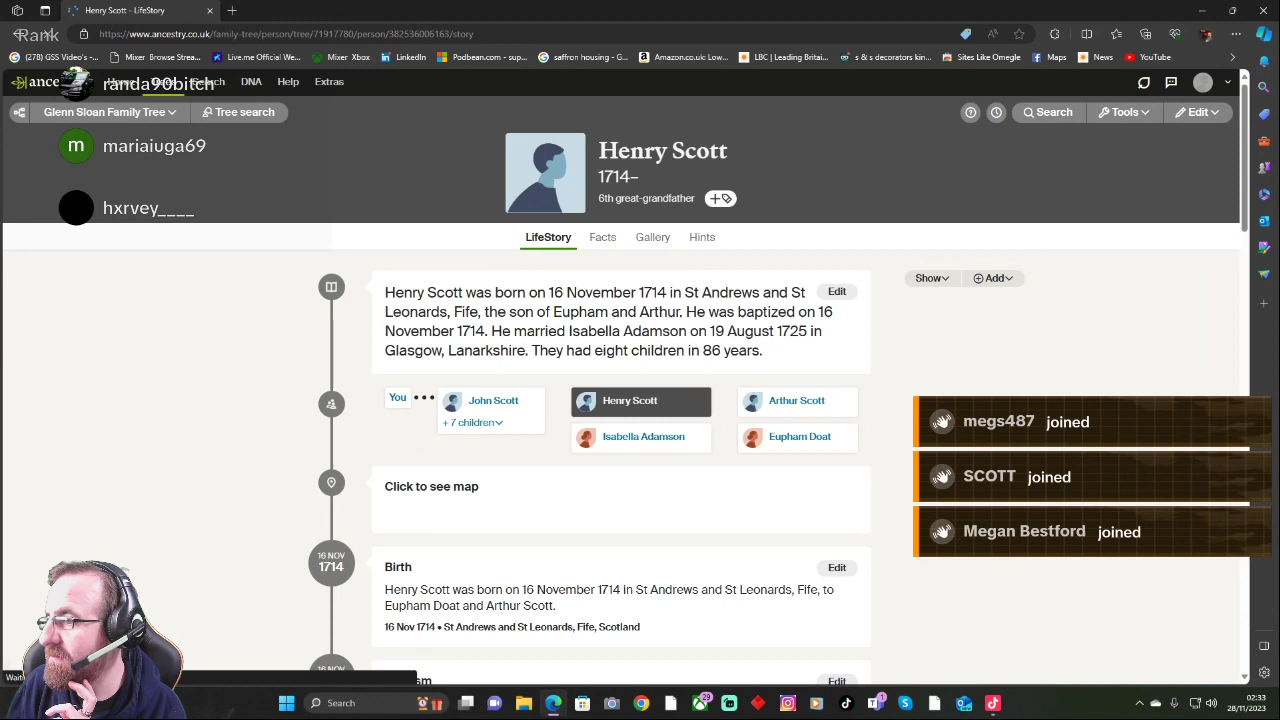 Henry Scott - LifeStory
Rank
https://www.ancestry.co.uk/family-tree/person/tree/71917780/person/382536006163/story
(278) GSS Video's -...
Mixer Browser
Live.me Official We...
Mixer Xbox
LinkedIn
Podbean.com - sup...
saffron housing - G...
Amazon.co.uk: Low...
LBC | Leading Britai...
s & s decorators kin...
Sites Like Omegle
Maps
News
YouTube
DNA
Help
Extras
randa90bitch
Glenn Sloan Family Tree
Tree search
Search
Tools
Edit
m
mariaiuga69
hxrvey____
Henry Scott
1714–
6th great-grandfather
LifeStory
Facts
Gallery
Hints
Show
Add
Henry Scott was born on 16 November 1714 in St Andrews and St
Edit
Leonards, Fife, the son of Eupham and Arthur. He was baptized on 16
November 1714. He married Isabella Adamson on 19 August 1725 in
Glasgow, Lanarkshire. They had eight children in 86 years.
You
John Scott
Henry Scott
Arthur Scott
+ 7 children
Isabella Adamson
Eupham Doat
Click to see map
megs487 joined
SCOTT joined
Megan Bestford joined
16 NOV
1714
Birth
Edit
Henry Scott was born on 16 November 1714 in St Andrews and St Leonards, Fife, to
Eupham Doat and Arthur Scott.
16 Nov 1714 • St Andrews and St Leonards, Fife, Scotland
16 NOV
Edit
Search
29
1
02:33
28/11/2023